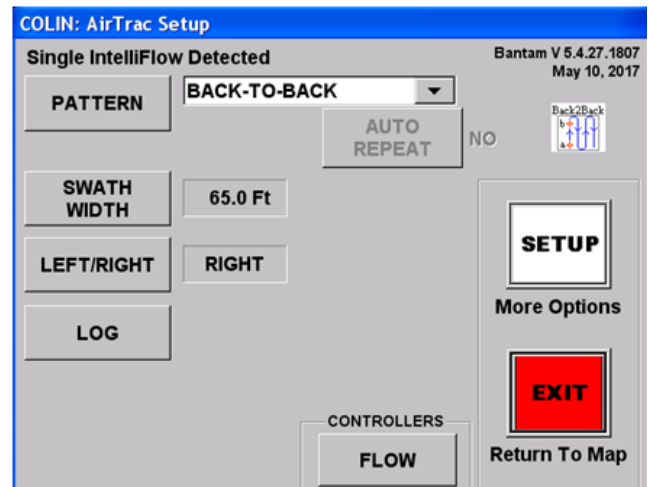 COLIN: AirTrac Setup
Single IntelliFlow Detected
Bantam V 5.4.27.1807
May 10, 2017
PATTERN
BACK-TO-BACK
AUTO
REPEAT
NO
Back2Back
b
a
SWATH
WIDTH
65.0 Ft
LEFT/RIGHT
RIGHT
LOG
SETUP
More Options
EXIT
Return To Map
CONTROLLERS
FLOW